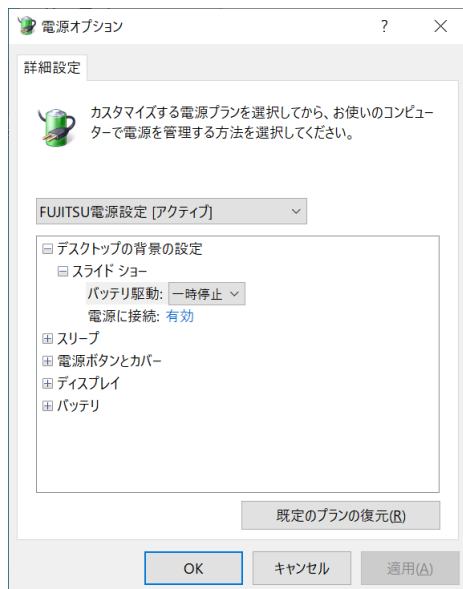 電源オプション
詳細設定
カスタマイズする電源プランを選択してから、お使いのコンピュー
ターで電源を管理する方法を選択してください。
FUJITSU電源設定 [アクティブ]
デスクトップの背景の設定
スライド ショー
バッテリ駆動: 一時停止
電源に接続: 有効
スリープ
電源ボタンとカバー
ディスプレイ
バッテリ
既定のプランの復元(R)
OK キャンセル 適用(A)